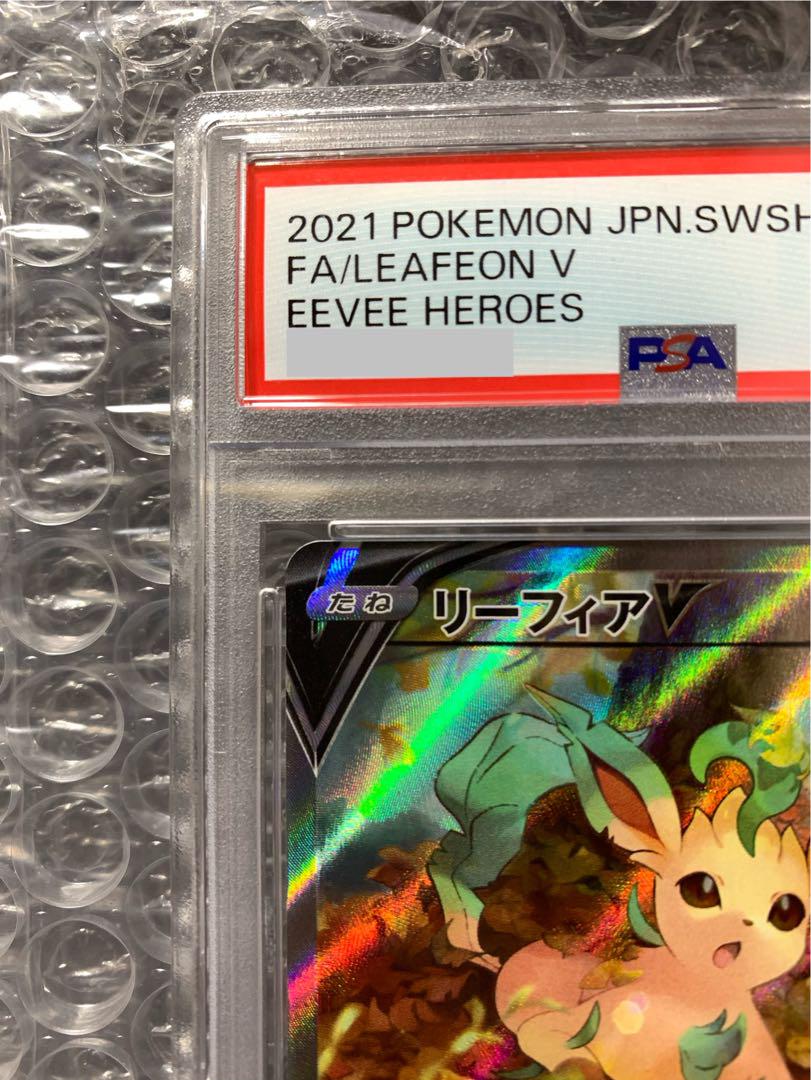 2021 POKEMON JPN.SWSH
FA/LEAFEON V
EEVEE HEROES
PSA
たね リーフィアV